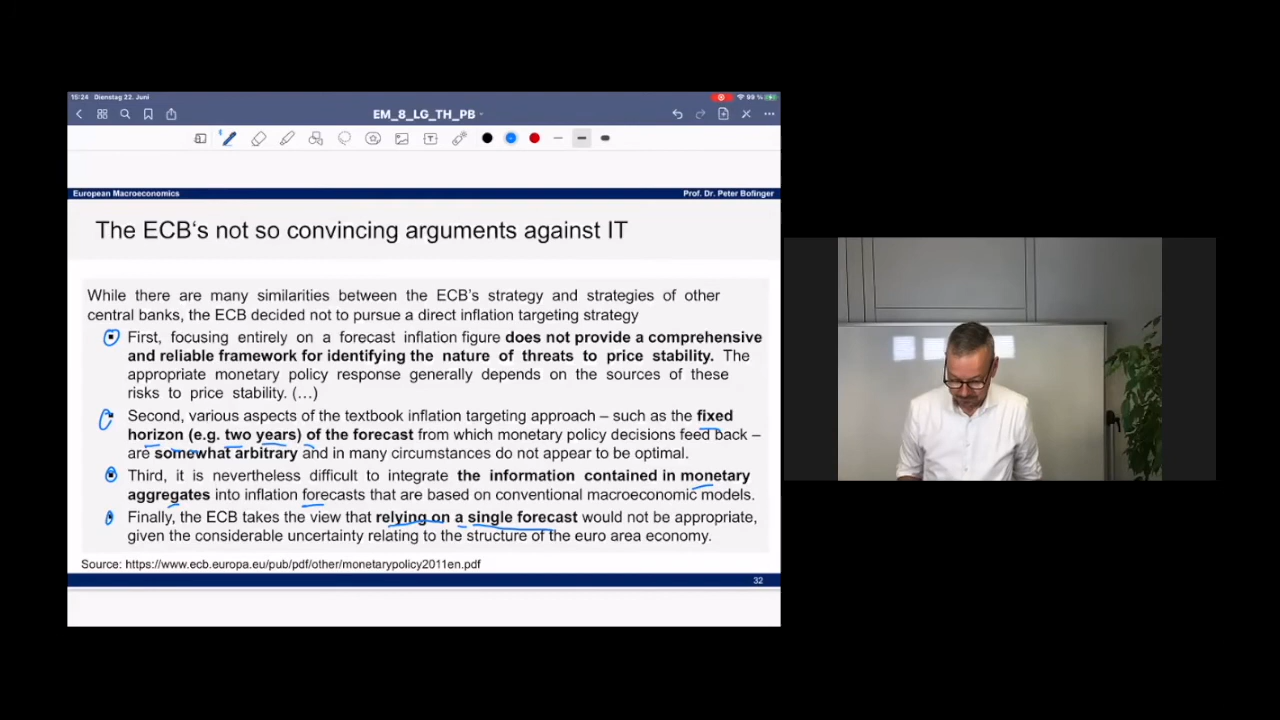 15:24 Dienstag 22. Juni
99 %
EM_8_LG_TH_PB
European Macroeconomics
Prof. Dr. Peter Bofinger
The ECB‘s not so convincing arguments against IT
While there are many similarities between the ECB’s strategy and strategies of other
central banks, the ECB decided not to pursue a direct inflation targeting strategy
First, focusing entirely on a forecast inflation figure does not provide a comprehensive
and reliable framework for identifying the nature of threats to price stability. The
appropriate monetary policy response generally depends on the sources of these
risks to price stability. (…)
Second, various aspects of the textbook inflation targeting approach – such as the fixed
horizon (e.g. two years) of the forecast from which monetary policy decisions feed back –
are somewhat arbitrary and in many circumstances do not appear to be optimal.
Third, it is nevertheless difficult to integrate the information contained in monetary
aggregates into inflation forecasts that are based on conventional macroeconomic models.
Finally, the ECB takes the view that relying on a single forecast would not be appropriate,
given the considerable uncertainty relating to the structure of the euro area economy.
Source: https://www.ecb.europa.eu/pub/pdf/other/monetarypolicy2011en.pdf
32